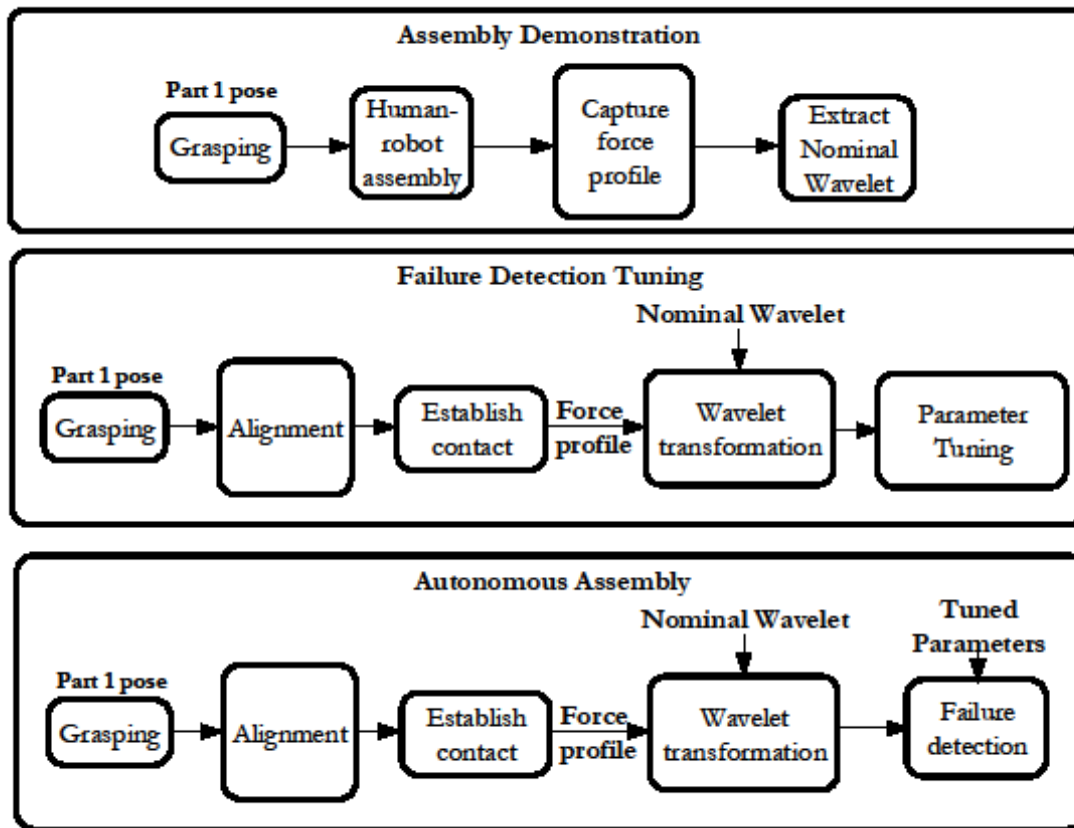 Assembly Demonstration
Part 1 pose
Grasping
Human-
robot
assembly
Capture
force
profile
Extract
Nominal
Wavelet
Failure Detection Tuning
Nominal Wavelet
Part 1 pose
Grasping
Alignment
Establish
contact
Force
profile
Wavelet
transformation
Parameter
Tuning
Autonomous Assembly
Nominal Wavelet
Tuned
Parameters
Part 1 pose
Grasping
Alignment
Establish
contact
Force
profile
Wavelet
transformation
Failure
detection